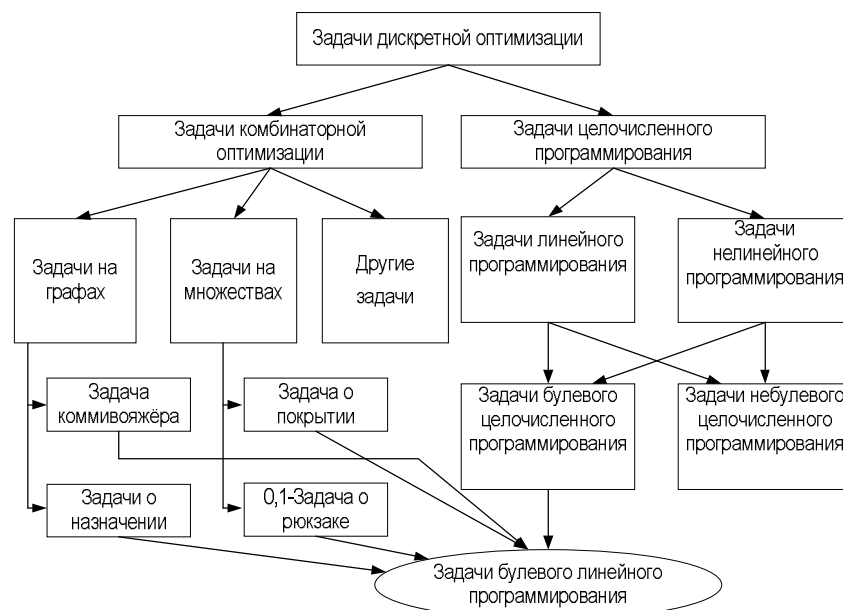 Задачи дискретной оптимизации
Задачи комбинаторной
оптимизации
Задачи целочисленного
программирования
Задачи на
графах
Задачи на
множествах
Другие
задачи
Задачи линейного
программирования
Задачи
нелинейного
программирования
Задача
коммивояжёра
Задача о
покрытии
Задачи булевого
целочисленного
программирования
Задачи небулевого
целочисленного
программирования
Задачи о
назначении
0,1-Задача о
рюкзаке
Задачи булевого линейного
программирования